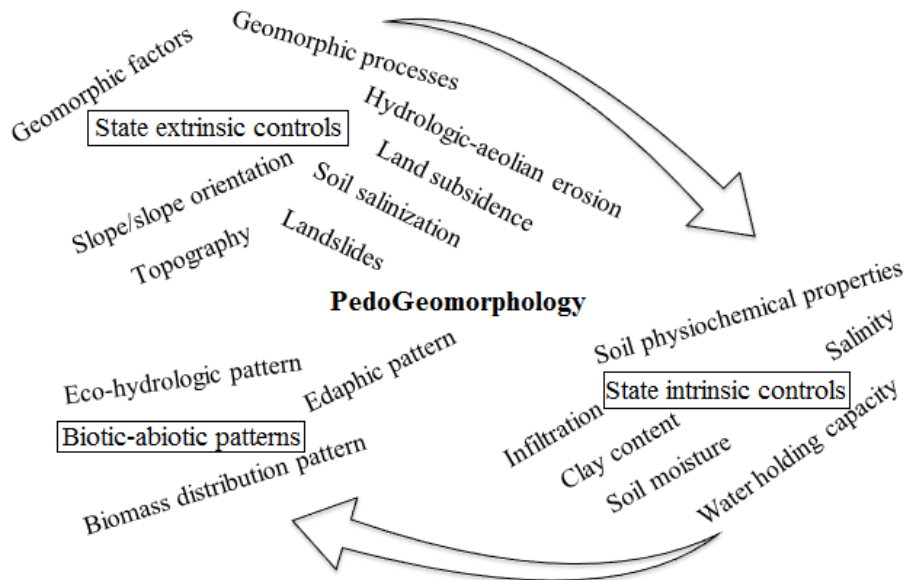 Geomorphic processes
Geomorphic factors
State extrinsic controls
Hydrologic-aeolian erosion
Land subsidence
Soil salinization
Landslides
Slope/slope orientation
Topography
PedoGeomorphology
Soil physiochemical properties
Salinity
State intrinsic controls
Infiltration
Clay content
Soil moisture
Water holding capacity
Eco-hydrologic pattern
Edaphic pattern
Biotic-abiotic patterns
Biomass distribution pattern